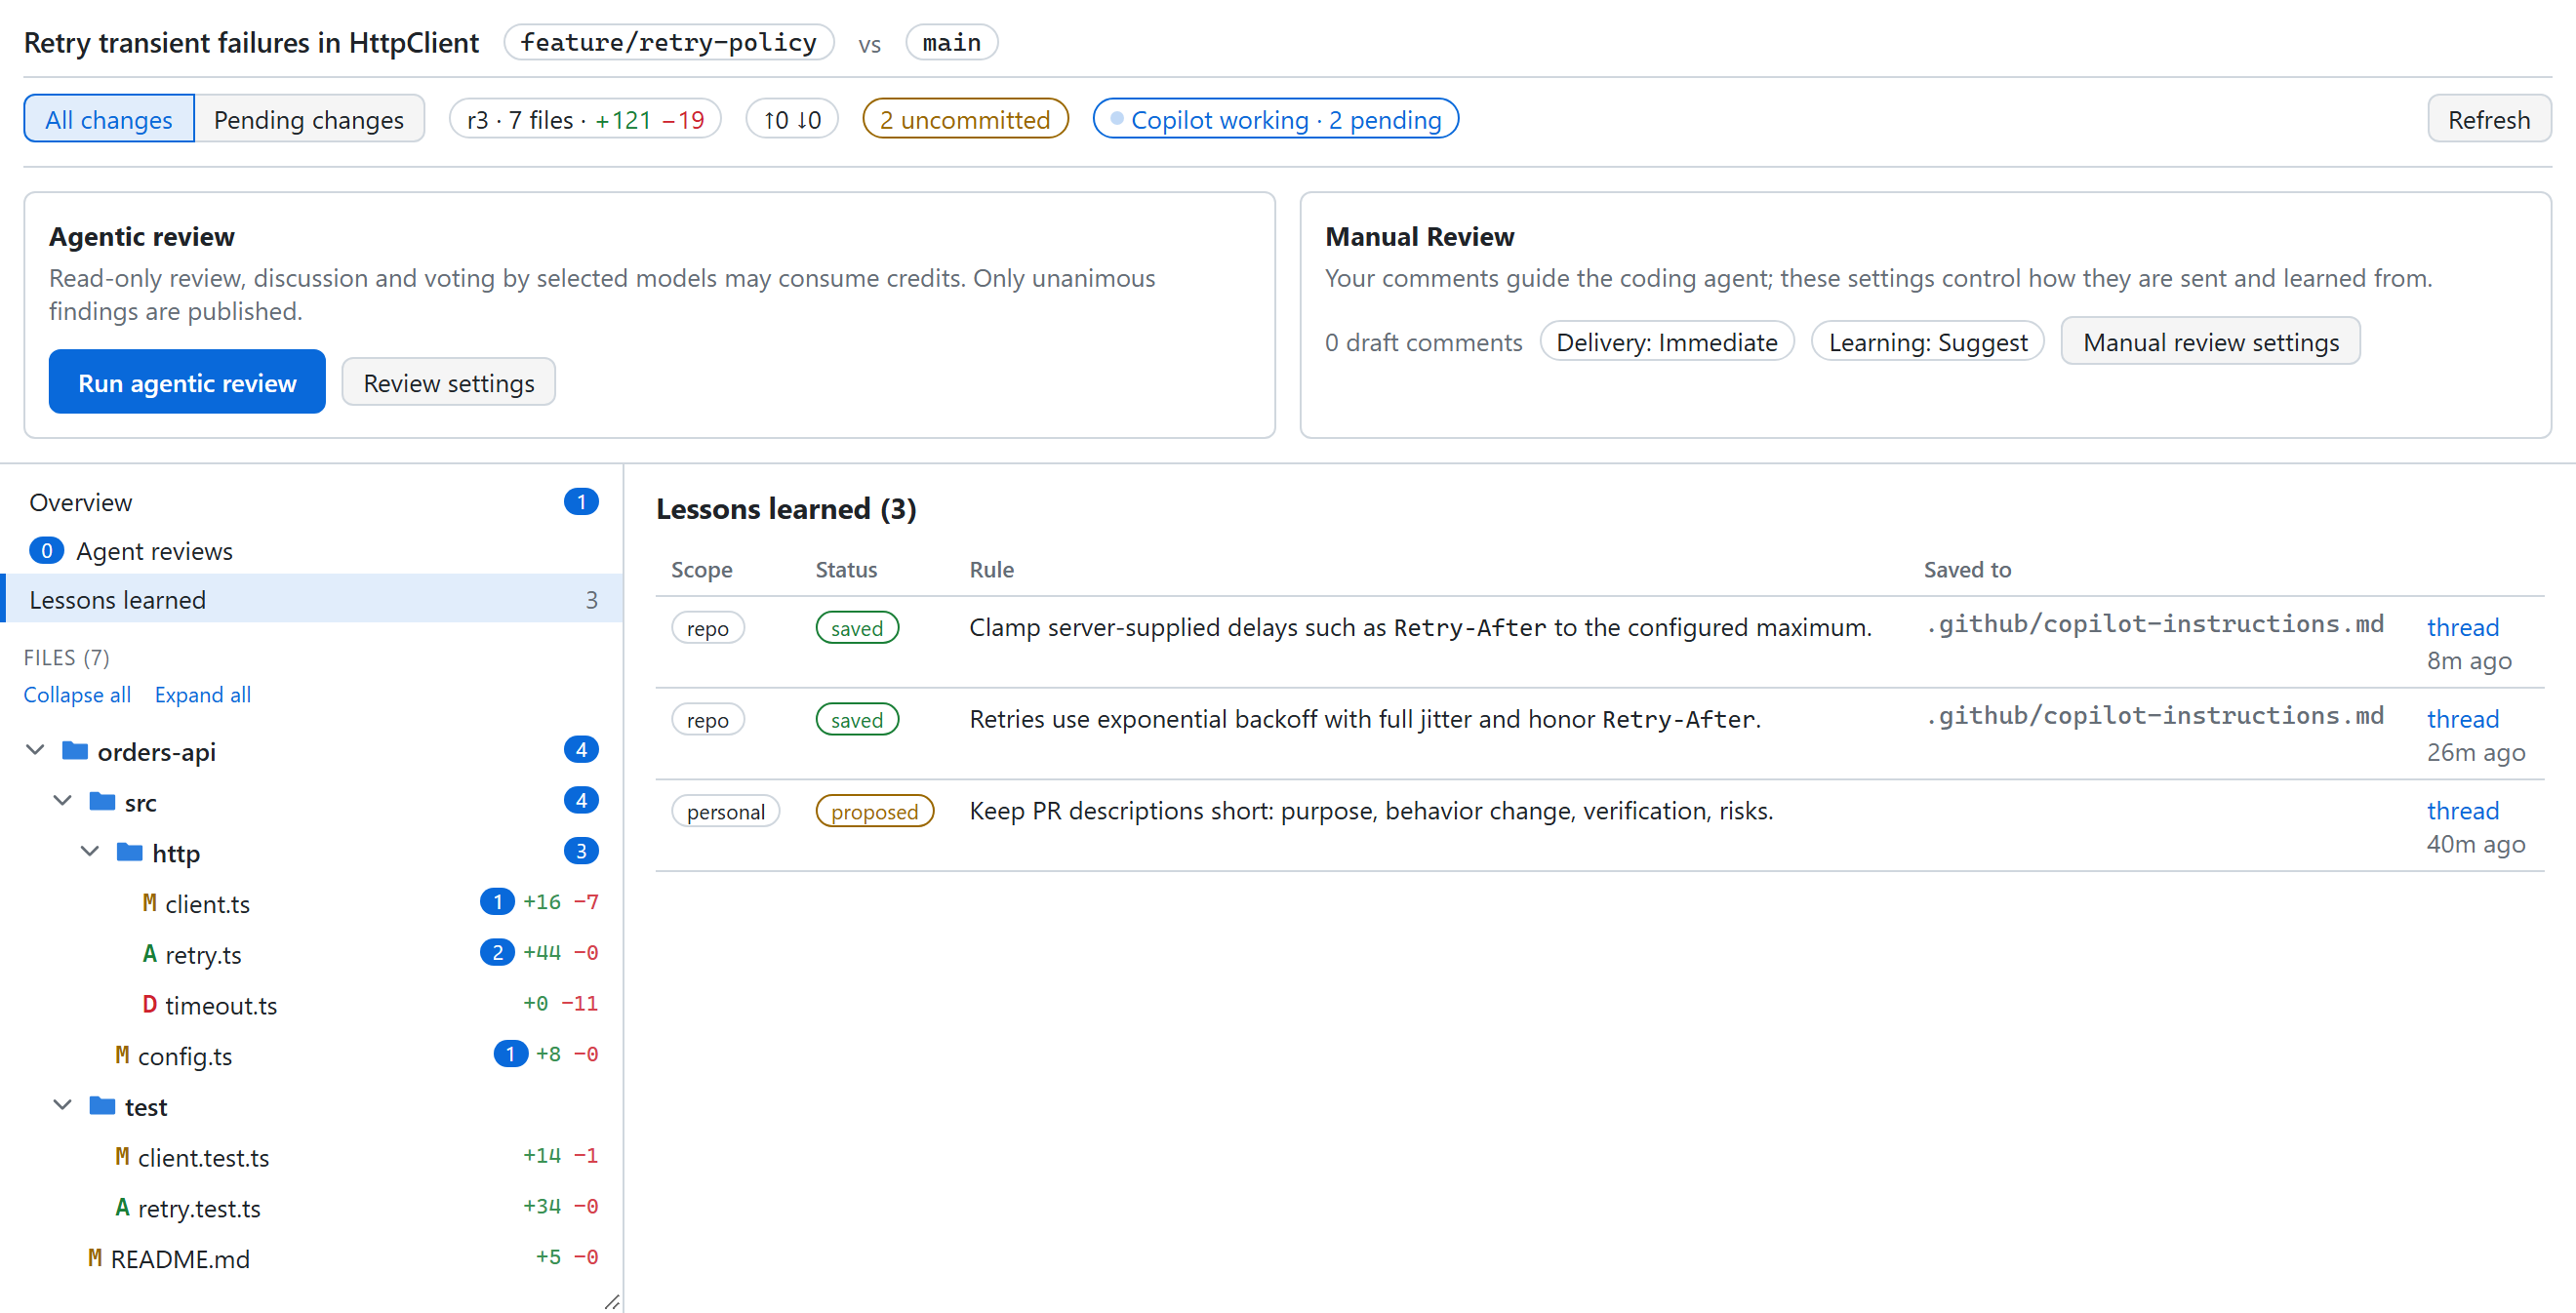 Retry transient failures in HttpClient feature/retry-policy vs main
All changes Pending changes r3 · 7 files · +121 −19 ↑0 ↓0 2 uncommitted Copilot working · 2 pending Refresh
Agentic review
Read-only review, discussion and voting by selected models may consume credits. Only unanimous
findings are published.
Run agentic review Review settings
Manual Review
Your comments guide the coding agent; these settings control how they are sent and learned from.
0 draft comments Delivery: Immediate Learning: Suggest Manual review settings
Overview 1
0 Agent reviews
Lessons learned 3
FILES (7)
Collapse all Expand all
orders-api 4
src 4
http 3
M client.ts 1 +16 −7
A retry.ts 2 +44 −0
D timeout.ts +0 −11
M config.ts 1 +8 −0
test
M client.test.ts +14 −1
A retry.test.ts +34 −0
M README.md +5 −0
Lessons learned (3)
Scope Status Rule Saved to
repo saved Clamp server-supplied delays such as Retry-After to the configured maximum. .github/copilot-instructions.md thread
8m ago
repo saved Retries use exponential backoff with full jitter and honor Retry-After. .github/copilot-instructions.md thread
26m ago
personal proposed Keep PR descriptions short: purpose, behavior change, verification, risks. thread
40m ago